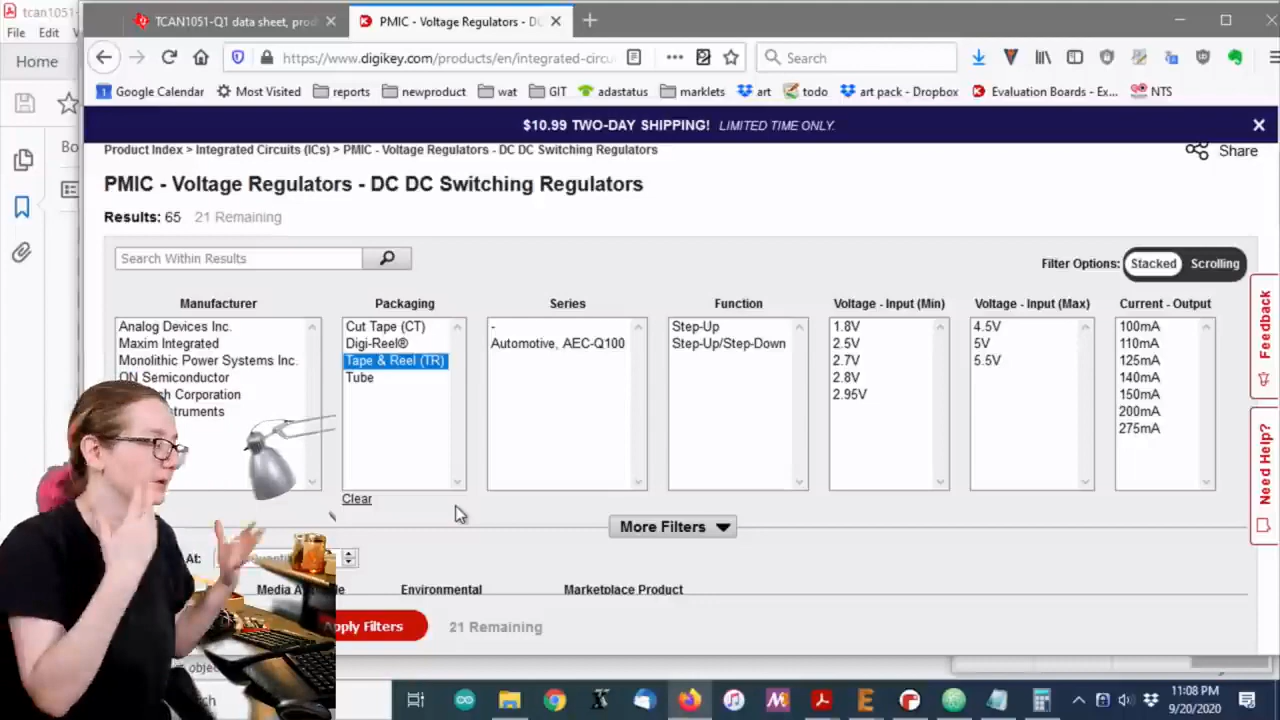 tcan1051
TCAN1051-Q1 data sheet, prod
PMIC - Voltage Regulators - DC
File Edit
https://www.digikey.com/products/en/integrated-circu
Search
Home
Google Calendar
Most Visited
reports
newproduct
wat
GIT
adastatus
marklets
art
todo
art pack - Dropbox
Evaluation Boards - Ex...
NTS
$10.99 TWO-DAY SHIPPING! LIMITED TIME ONLY.
Bo
Product Index > Integrated Circuits (ICs) > PMIC - Voltage Regulators - DC DC Switching Regulators
Share
PMIC - Voltage Regulators - DC DC Switching Regulators
Results: 65 21 Remaining
Search Within Results
Filter Options: Stacked Scrolling
Manufacturer
Analog Devices Inc.
Maxim Integrated
Monolithic Power Systems Inc.
ON Semiconductor
ch Corporation
nstruments
Packaging
Cut Tape (CT)
Digi-Reel®
Tape & Reel (TR)
Tube
Clear
Series
-
Automotive, AEC-Q100
Function
Step-Up
Step-Up/Step-Down
Voltage - Input (Min)
1.8V
2.5V
2.7V
2.8V
2.95V
Voltage - Input (Max)
4.5V
5V
5.5V
Current - Output
100mA
110mA
125mA
140mA
150mA
200mA
275mA
Feedback
Need Help?
More Filters
At:
Media
Environmental
Marketplace Product
Apply Filters
21 Remaining
objec
rch
11:08 PM
9/20/2020